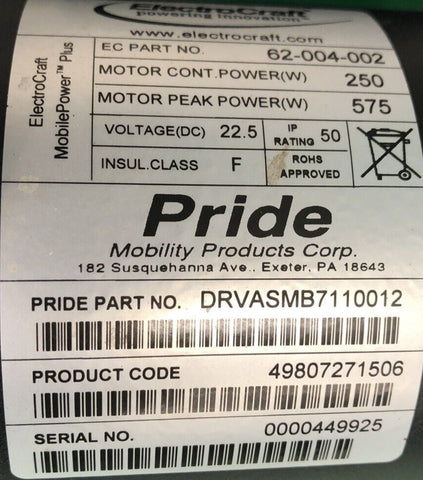 ElectroCraft
powering innovation
www.electrocraft.com
ElectroCraft
MobilePower™ Plus
EC PART NO. 62-004-002
MOTOR CONT.POWER(W) 250
MOTOR PEAK POWER(W) 575
VOLTAGE(DC) 22.5 IP RATING 50
INSUL.CLASS F ROHS APPROVED
Pride
Mobility Products Corp.
182 Susquehanna Ave., Exeter, PA 18643
PRIDE PART NO. DRVASMB7110012
PRODUCT CODE 49807271506
SERIAL NO. 0000449925